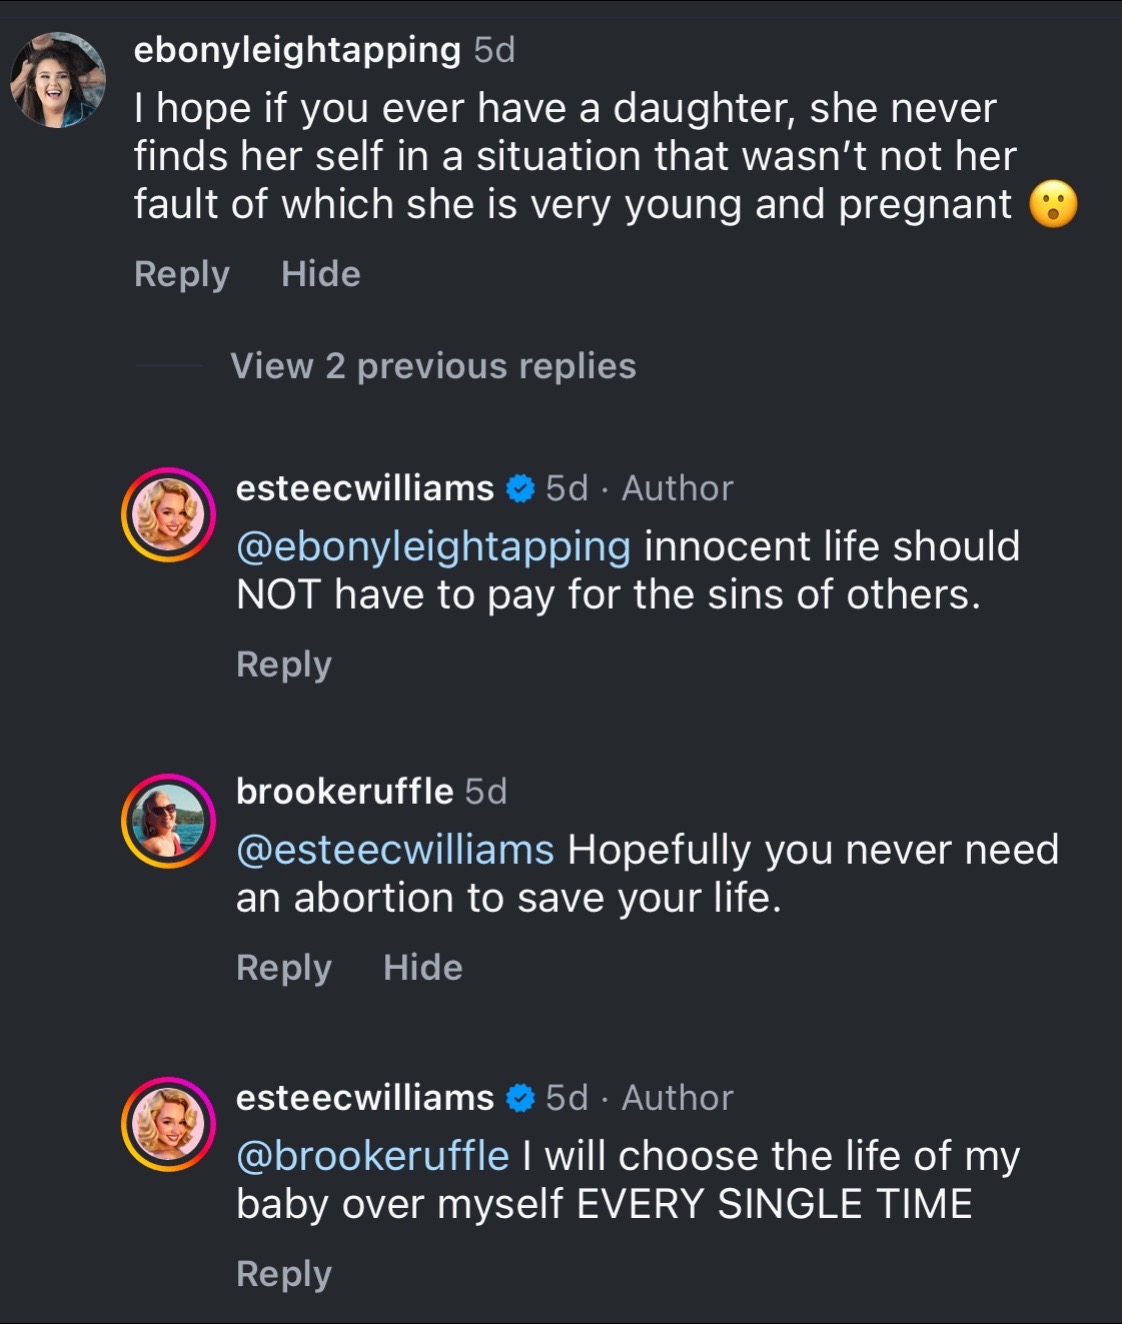 ebonyleightapping 5d
I hope if you ever have a daughter, she never
finds her self in a situation that wasn’t not her
fault of which she is very young and pregnant 😮
Reply Hide
View 2 previous replies
esteecwilliams 5d · Author
@ebonyleightapping innocent life should
NOT have to pay for the sins of others.
Reply
brookeruffle 5d
@esteecwilliams Hopefully you never need
an abortion to save your life.
Reply Hide
esteecwilliams 5d · Author
@brookeruffle I will choose the life of my
baby over myself EVERY SINGLE TIME
Reply